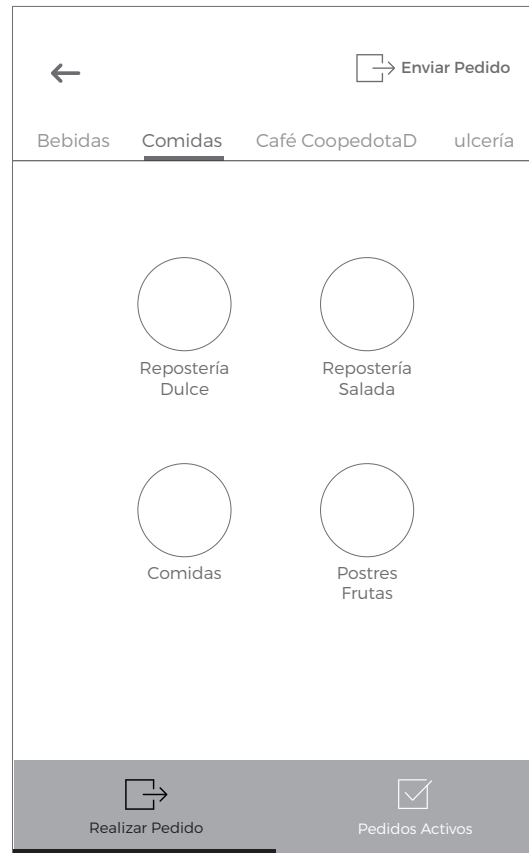 Enviar Pedido
Bebidas Comidas Café CoopedotaD ulcería
Repostería
Dulce
Repostería
Salada
Comidas
Postres
Frutas
Realizar Pedido
Pedidos Activos